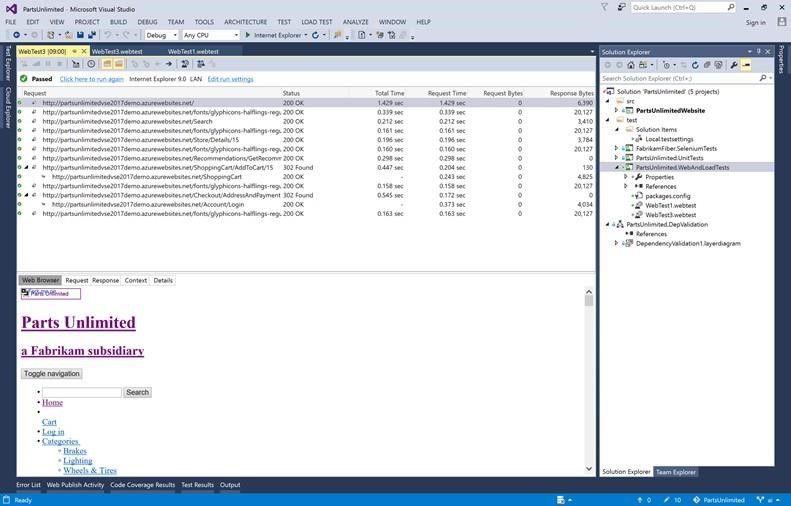 PartsUnlimited - Microsoft Visual Studio
Quick Launch (Ctrl+Q)
FILE EDIT VIEW PROJECT BUILD DEBUG TEAM TOOLS ARCHITECTURE TEST LOAD TEST ANALYZE WINDOW HELP
Sign in
Debug Any CPU Internet Explorer
Test Explorer
Cloud Explorer
WebTest3 [09:00] WebTest3.webtest WebTest1.webtest
Passed Click here to run again Internet Explorer 9.0 LAN Edit run settings
Request Status Total Time Request Time Request Bytes Response Bytes
http://partsunlimitedvse2017demo.azurewebsites.net/ 200 OK 1.429 sec 1.429 sec 0 6,390
http://partsunlimitedvse2017demo.azurewebsites.net/fonts/glyphicons-halflings-regu 200 OK 0.339 sec 0.339 sec 0 20,127
http://partsunlimitedvse2017demo.azurewebsites.net/Search 200 OK 0.212 sec 0.212 sec 0 3,410
http://partsunlimitedvse2017demo.azurewebsites.net/fonts/glyphicons-halflings-regu 200 OK 0.161 sec 0.161 sec 0 20,127
http://partsunlimitedvse2017demo.azurewebsites.net/Store/Details/15 200 OK 0.196 sec 0.196 sec 0 3,784
http://partsunlimitedvse2017demo.azurewebsites.net/fonts/glyphicons-halflings-regu 200 OK 0.160 sec 0.160 sec 0 20,127
http://partsunlimitedvse2017demo.azurewebsites.net/Recommendations/GetRecomm 200 OK 0.298 sec 0.298 sec 0 0
http://partsunlimitedvse2017demo.azurewebsites.net/ShoppingCart/AddToCart/15 302 Found 0.447 sec 0.204 sec 0 130
http://partsunlimitedvse2017demo.azurewebsites.net/ShoppingCart 200 OK - 0.243 sec 0 4,825
http://partsunlimitedvse2017demo.azurewebsites.net/fonts/glyphicons-halflings-regu 200 OK 0.158 sec 0.158 sec 0 20,127
http://partsunlimitedvse2017demo.azurewebsites.net/Checkout/AddressAndPayment 302 Found 0.545 sec 0.172 sec 0 0
http://partsunlimitedvse2017demo.azurewebsites.net/Account/Login 200 OK - 0.373 sec 0 4,034
http://partsunlimitedvse2017demo.azurewebsites.net/fonts/glyphicons-halflings-regu 200 OK 0.163 sec 0.163 sec 0 20,127
Web Browser Request Response Context Details
Parts Unlimited
Parts Unlimited
a Fabrikam subsidiary
Toggle navigation
Search
Home
Cart
Log in
Categories
Brakes
Lighting
Wheels & Tires
Solution Explorer
Search Solution Explorer (Ctrl+;)
Solution 'PartsUnlimited' (5 projects)
src
PartsUnlimitedWebsite
test
Solution Items
Local.testsettings
FabrikamFiber.SeleniumTests
PartsUnlimited.UnitTests
PartsUnlimited.WebAndLoadTests
Properties
References
packages.config
WebTest1.webtest
WebTest3.webtest
PartsUnlimited.DepValidation
References
DependencyValidation1.layerdiagram
Solution Explorer Team Explorer
Properties
Error List Web Publish Activity Code Coverage Results Test Results Output
Ready 0 10 PartsUnlimited ai